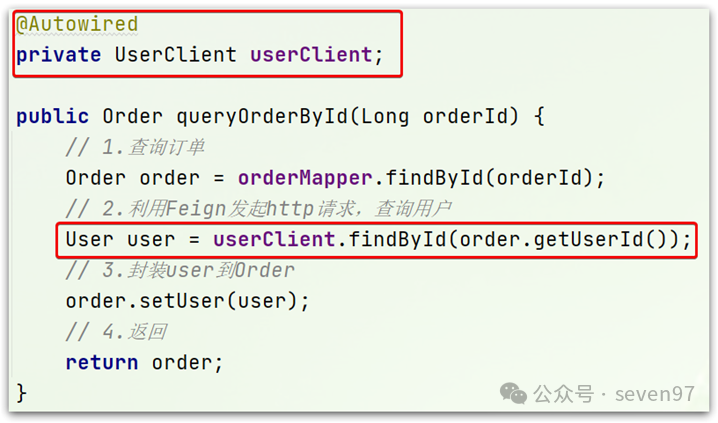 @Autowired
private UserClient userClient;
public Order queryOrderById(Long orderId) {
// 1.查询订单
Order order = orderMapper.findById(orderId);
// 2.利用Feign发起http请求，查询用户
User user = userClient.findById(order.getUserId());
// 3.封装user到Order
order.setUser(user);
// 4.返回
return order;
}
公众号 · seven97